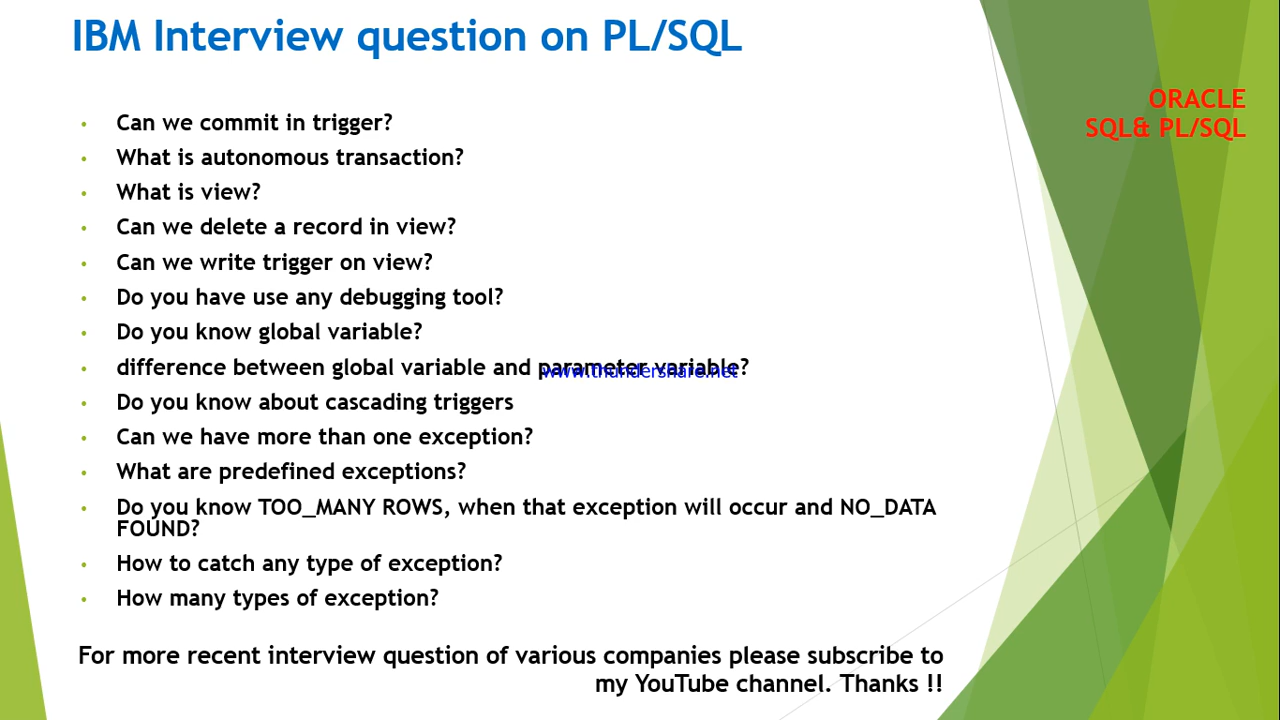 IBM Interview question on PL/SQL
ORACLE
SQL& PL/SQL
• Can we commit in trigger?
• What is autonomous transaction?
• What is view?
• Can we delete a record in view?
• Can we write trigger on view?
• Do you have use any debugging tool?
• Do you know global variable?
• difference between global variable and parameter variable?
www.thundershare.net
• Do you know about cascading triggers
• Can we have more than one exception?
• What are predefined exceptions?
• Do you know TOO_MANY ROWS, when that exception will occur and NO_DATA
FOUND?
• How to catch any type of exception?
• How many types of exception?
For more recent interview question of various companies please subscribe to
my YouTube channel. Thanks !!